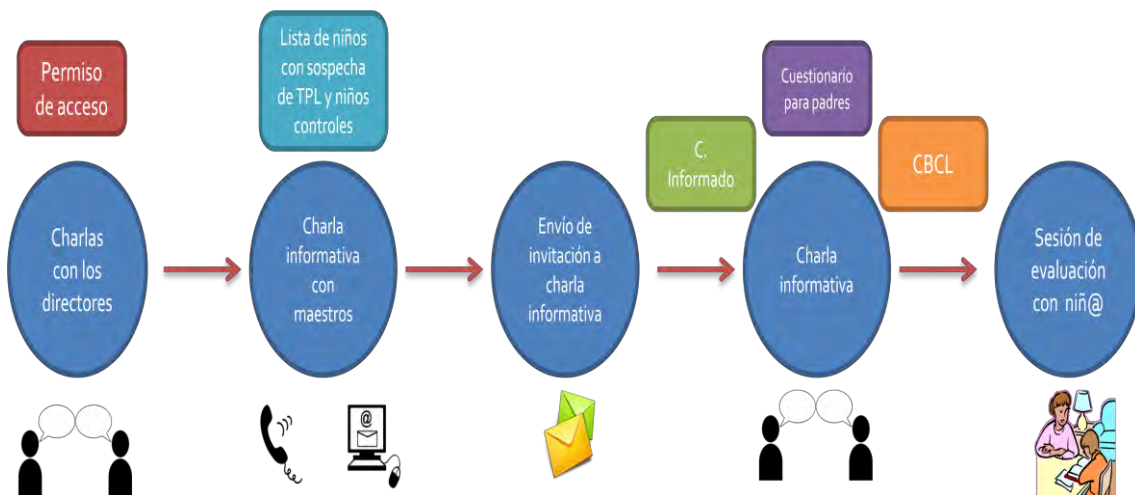 Permiso
de acceso
Lista de niños
con sospecha
de TPL y niños
controles
Cuestionario
para padres
C.
Informado
CBCL
Charlas
con los
directores
Charla
informativa
con
maestros
Envío de
invitación a
charla
informativa
Charla
informativa
Sesión de
evaluación
con niñ@
@